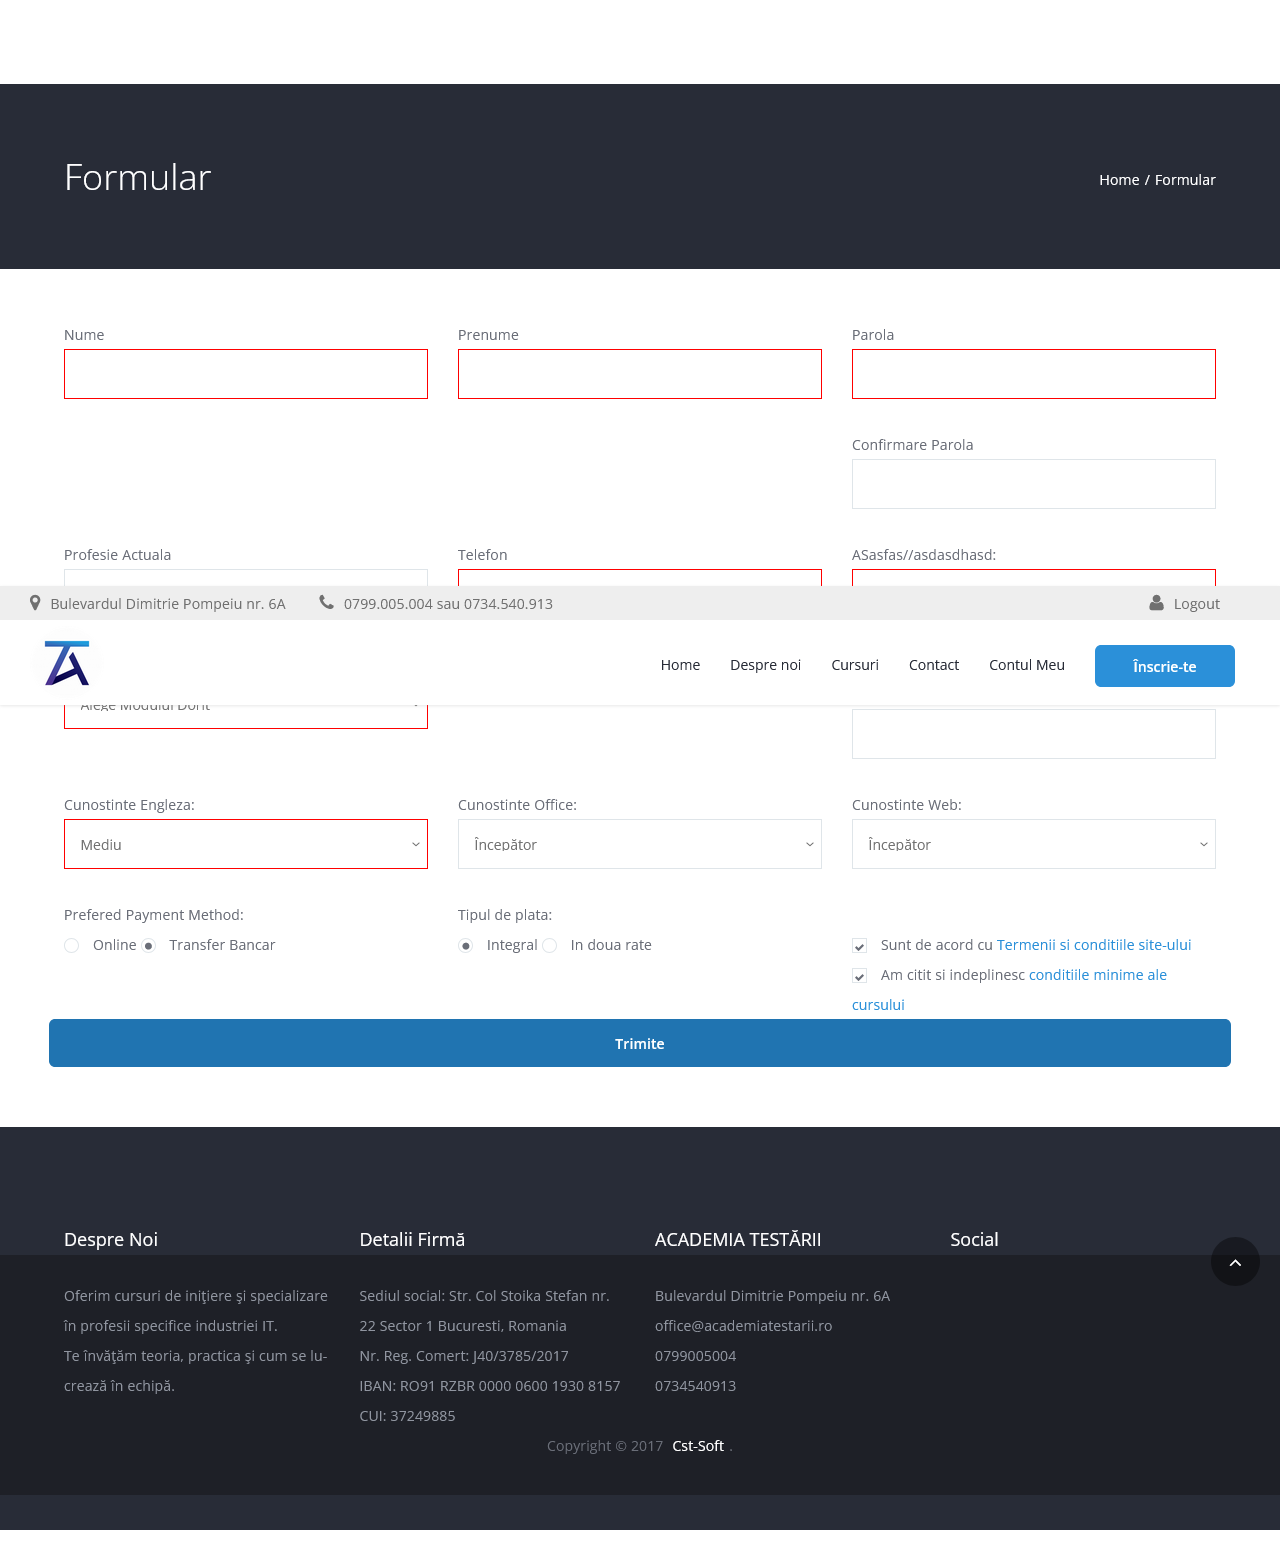 Formular
Home / Formular
Nume
Prenume
Parola
Confirmare Parola
Profesie Actuala
Telefon
ASasfas//asdasdhasd:
Bulevardul Dimitrie Pompeiu nr. 6A
0799.005.004 sau 0734.540.913
Logout
Home
Despre noi
Cursuri
Contact
Contul Meu
Înscrie-te
Alege Modulul Dorit
Cunostinte Engleza:
Cunostinte Office:
Cunostinte Web:
Mediu
Începător
Începător
Prefered Payment Method:
Tipul de plata:
Online
Transfer Bancar
Integral
In doua rate
Sunt de acord cu Termenii si conditiile site-ului
Am citit si indeplinesc conditiile minime ale
cursului
Trimite
Despre Noi
Oferim cursuri de inițiere și specializare
în profesii specifice industriei IT.
Te învățăm teoria, practica și cum se lu-
crează în echipă.
Detalii Firmă
Sediul social: Str. Col Stoika Stefan nr.
22 Sector 1 Bucuresti, Romania
Nr. Reg. Comert: J40/3785/2017
IBAN: RO91 RZBR 0000 0600 1930 8157
CUI: 37249885
ACADEMIA TESTĂRII
Bulevardul Dimitrie Pompeiu nr. 6A
office@academiatestarii.ro
0799005004
0734540913
Social
Copyright © 2017 Cst-Soft .